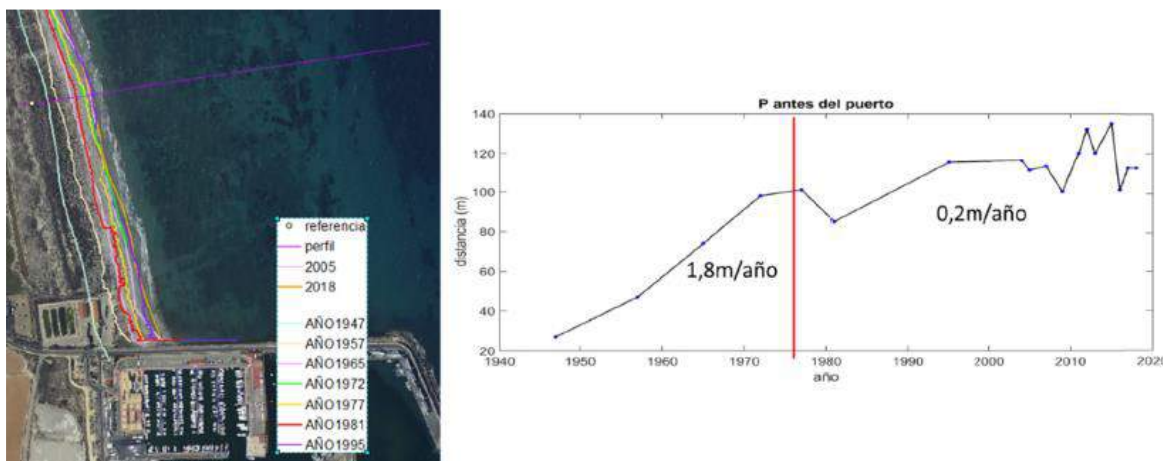 referencia
perfil
2005
2018
AÑO1947
AÑO1957
AÑO1965
AÑO1972
AÑO1977
AÑO1981
AÑO1995
P antes del puerto
distancia (m)
140
120
100
80
60
40
20
1,8m/año
0,2m/año
1940 1950 1960 1970 1980 1990 2000 2010 2020
año